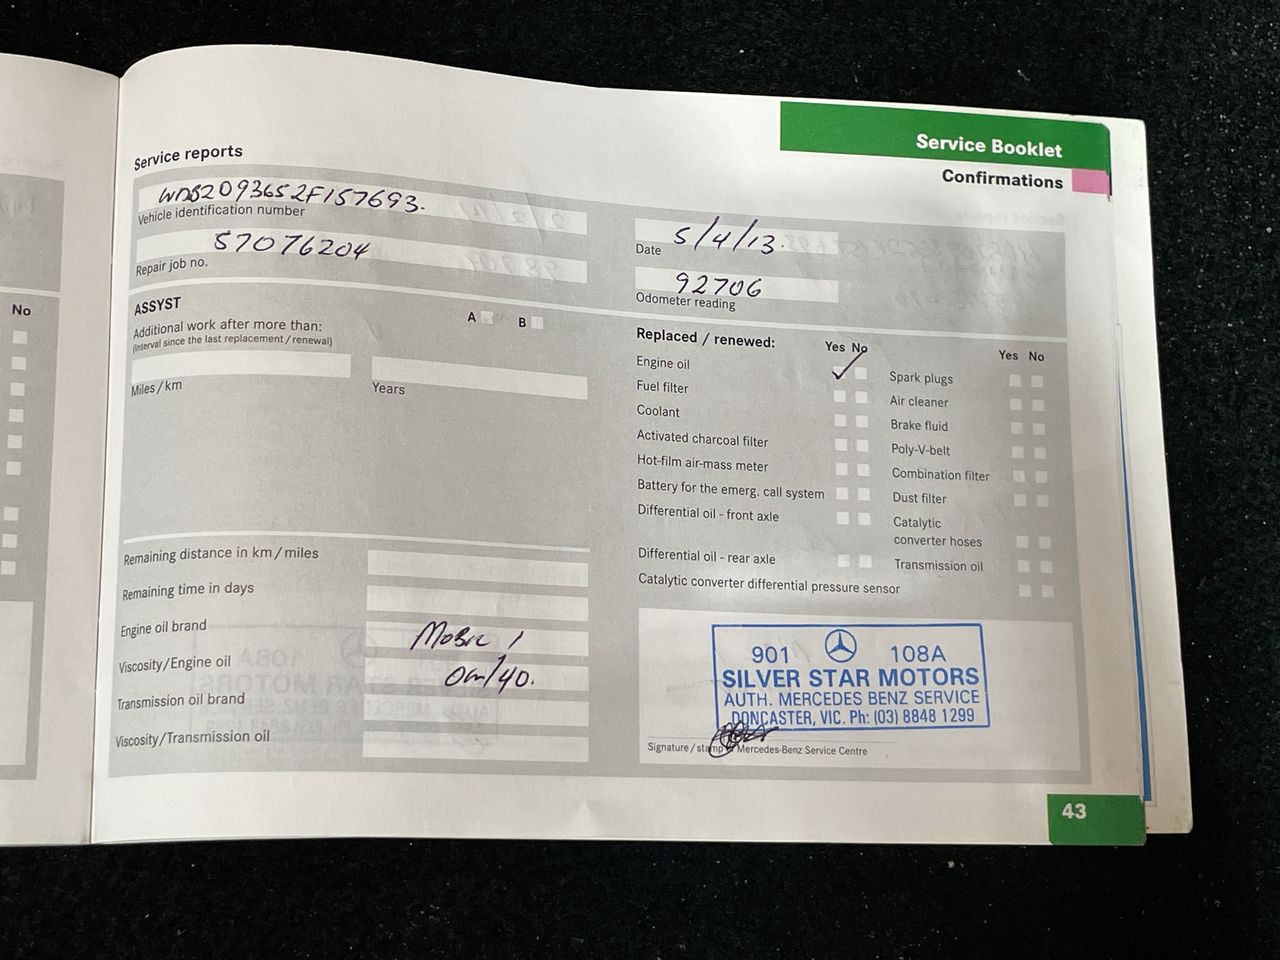 Service Booklet
Confirmations
Service reports
WDB2093652F157693.
Vehicle identification number
57076204
Repair job no.
5/4/13.
Date
92706
Odometer reading
No
ASSYST
A B
Additional work after more than:
(Interval since the last replacement/renewal)
Miles/km
Years
Remaining distance in km/miles
Remaining time in days
Engine oil brand
Viscosity/Engine oil
0w/40.
Transmission oil brand
Viscosity/Transmission oil
Replaced / renewed: Yes No
Engine oil
Fuel filter
Coolant
Activated charcoal filter
Hot-film air-mass meter
Battery for the emerg. call system
Differential oil - front axle
Differential oil - rear axle
Catalytic converter differential pressure sensor
Yes No
Spark plugs
Air cleaner
Brake fluid
Poly-V-belt
Combination filter
Dust filter
Catalytic
converter hoses
Transmission oil
901 108A
SILVER STAR MOTORS
AUTH. MERCEDES BENZ SERVICE
DONCASTER, VIC. Ph: (03) 8848 1299
Signature/stamp Mercedes-Benz Service Centre
43